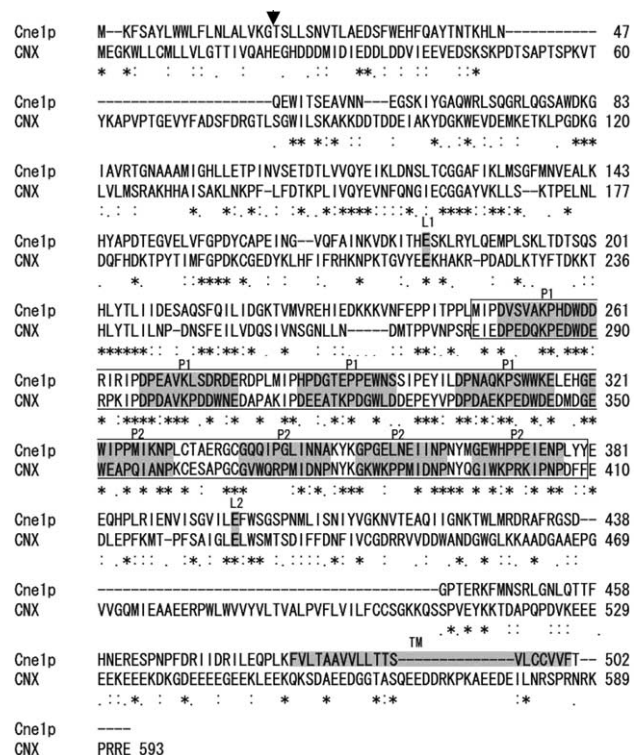 Cne1p M--KFSAYLWWLFLNLALVKGTSLLSNVTLAEDSFWEHFQAYTNTKHLN----------- 47
CNX MEGKWLLCMLLVLGTTIVQAHEGHDDDMIDIEDDLDDVIEEVEDSKSKPDTSAPTSPKVT 60
Cne1p ---------------------QEWITSEAVNN---EGSKIYGAQWRLSQGRLQGSAWDKG 83
CNX YKAPVPTGEVYFADSFDRGTLSGWILSKAKKDDTDDEIAKYDGKWEVDEMKETKLPGDKG 120
Cne1p IAVRTGNAAAMIGHLLETPINVSETDTLVVQYEIKLDNSLTCGGAFIKLMSGFMNVEALK 143
CNX LVLMSRAKHHAISAKLNKPF-LFDTKPLIVQYEVNFQNGIECGGAYVKLLS--KTPELNL 177
L1
Cne1p HYAPDTEGVELVFGPDYCAPEING--VQFAINKVDKITHESKLRYLQEMPLSKLTDTSQS 201
CNX DQFHDKTPYTIMFGPDKCGEDYKLHFIFRHKNPKTGVYEEKHAKR-PDADLKTYFTDKKT 236
P1
Cne1p HLYTLIIDESAQSFQILIDGKTVMVREHIEDKKKVNFEPPITPPLMIPDVSVAKPHDWDD 261
CNX HLYTLILNP-DNSFEILVDQSIVNSGNLLN-----DMTPPVNPSREIEDPEDQKPEDWDE 290
P1 P1 P1
Cne1p RIRIPDPEAVKLSDRDERDPLMIPHPDGTEPPEWNSSIPEYILDPNAQKPSWWKELEHGE 321
CNX RPKIPDPDAVKPDDWNEDAPAKIPDEEATKPDGWLDDEPEYVPDPDAEKPEDWDEDMDGE 350
P2 P2 P2 P2
Cne1p WIPPMIKNPLCTAERGCGQQIPGLINNAKYKGPGELNEIINPNYMGEWHPPEIENPLYYE 381
CNX WEAPQIANPKCESAPGCGVWQRPMIDNPNYKGKWKPPMIDNPNYQGIWKPRKIPNPDFFE 410
L2
Cne1p EQHPLRIENVISGVILEFWSGSPNMLISNIYVGKNVTEAQIIGNKTWLMRDRAFRGSD-- 438
CNX DLEPFKMT-PFSAIGLELWSMTSDIFFDNFIVCGDRRVVDDWANDGWGLKKAADGAAEPG 469
Cne1p ----------------------------------------GPTERKFMNSRLGNLQTTF 458
CNX VVGQMIEAAEERPWLWVVYVLTVALPVFLVILFCCSGKKQSSPVEYKKTDAPQPDVKEEE 529
TM
Cne1p HNERESPNPFDRIIDRILEQPLKFVLTAAVVLLTTS--------------VLCCVVFT-- 502
CNX EEKEEEKDKGDEEEEGEEKLEEKQKSDAEEDGGTASQEEDDRKPKAEEDEILNRSPRNRK 589
Cne1p ----
CNX PRRE 593